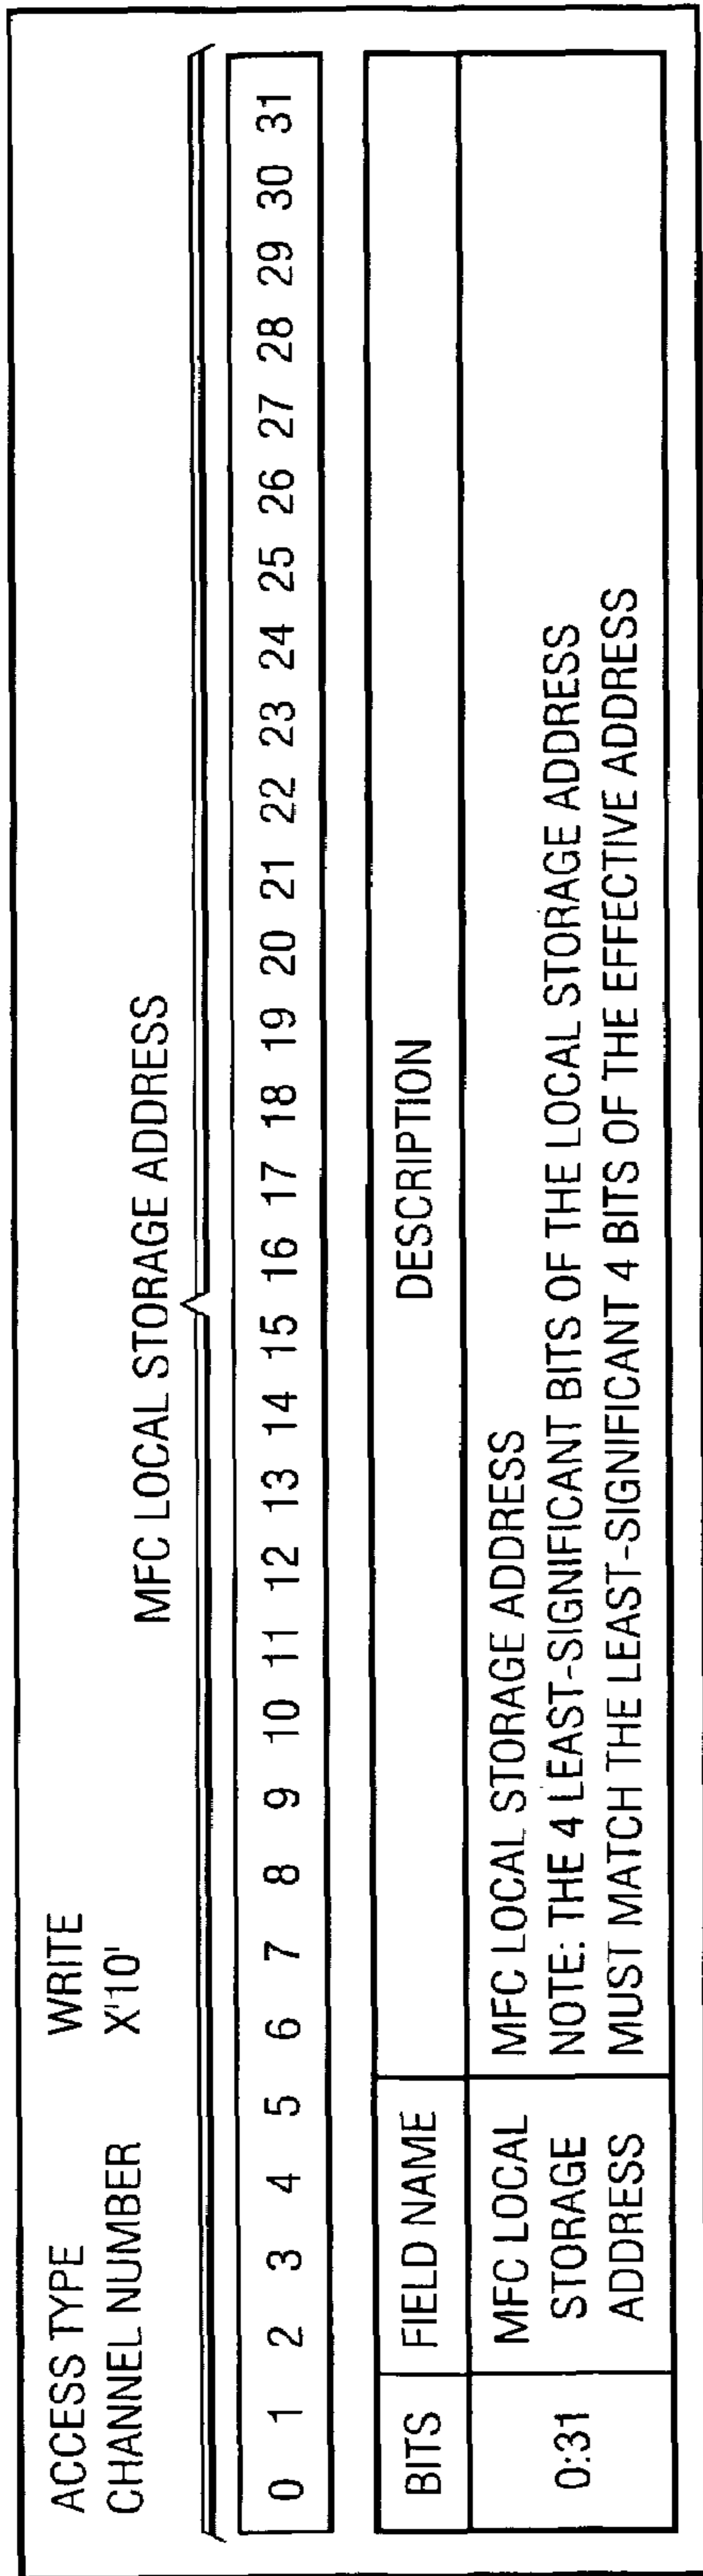 ACCESS TYPE WRITE
CHANNEL NUMBER X'10'
MFC LOCAL STORAGE ADDRESS
0 1 2 3 4 5 6 7 8 9 10 11 12 13 14 15 16 17 18 19 20 21 22 23 24 25 26 27 28 29 30 31
BITS FIELD NAME DESCRIPTION
0:31
MFC LOCAL
STORAGE
ADDRESS
MFC LOCAL STORAGE ADDRESS
NOTE: THE 4 LEAST-SIGNIFICANT BITS OF THE LOCAL STORAGE ADDRESS
MUST MATCH THE LEAST-SIGNIFICANT 4 BITS OF THE EFFECTIVE ADDRESS